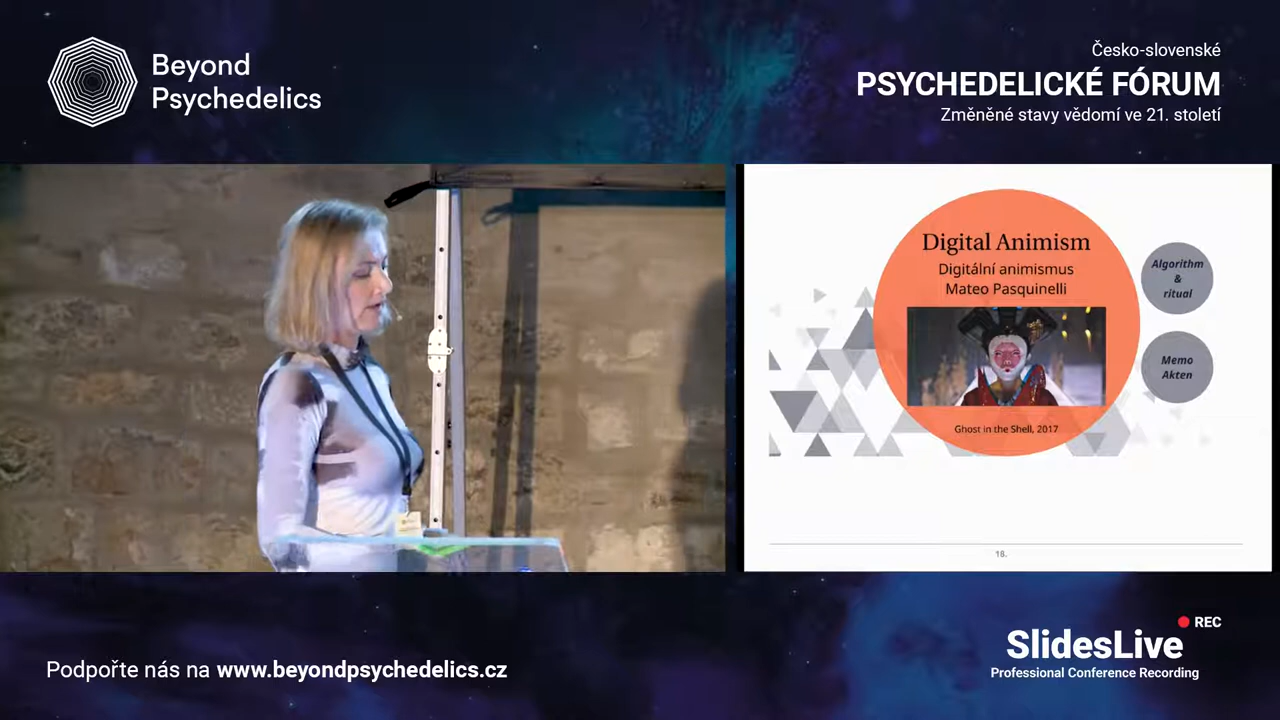 Beyond
Psychedelics
Česko-slovenské
PSYCHEDELICKÉ FÓRUM
Změněné stavy vědomí ve 21. století
Digital Animism
Digitální animismus
Mateo Pasquinelli
Ghost in the Shell, 2017
Algorithm
&
ritual
Memo
Akten
18.
Podpořte nás na www.beyondpsychedelics.cz
REC
SlidesLive
Professional Conference Recording